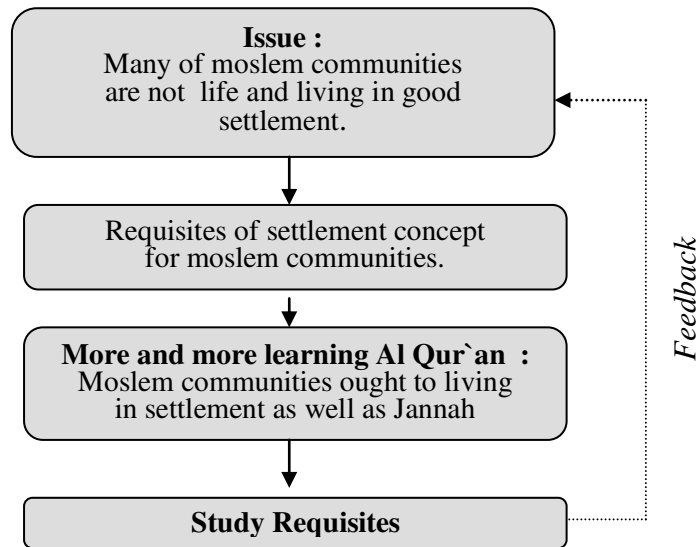 Issue :
Many of moslem communities
are not life and living in good
settlement.
Requisites of settlement concept
for moslem communities.
More and more learning Al Qur`an :
Moslem communities ought to living
in settlement as well as Jannah
Study Requisites
Feedback